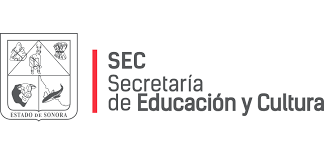 ESTADO DE SONORA
SEC
Secretaría
de Educación y Cultura